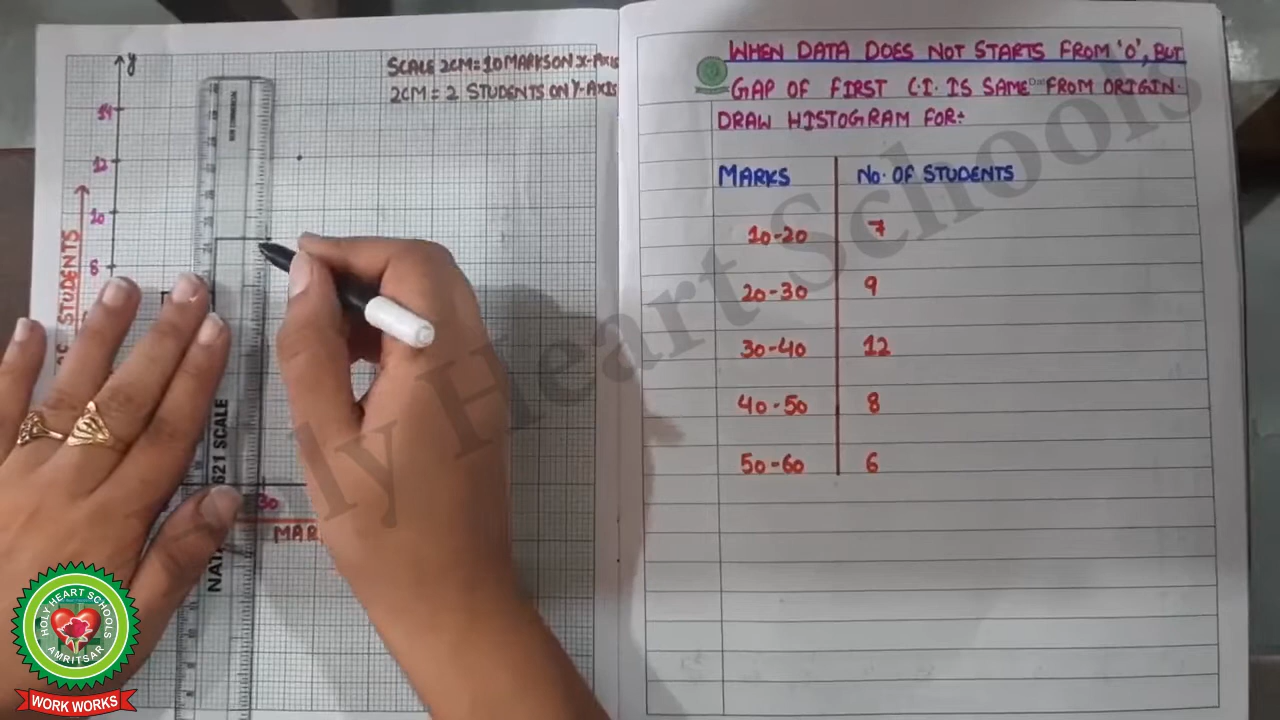 y
SCALE 2CM = 10 MARKS ON X-AXIS
2CM = 2 STUDENTS ON Y-AXIS
14
12
10
8
STUDENTS
621 SCALE
30
WHEN DATA DOES NOT STARTS FROM '0', BUT
GAP OF FIRST C.I. IS SAME FROM ORIGIN.
DRAW HISTOGRAM FOR:-
MARKS No. OF STUDENTS
10-20 7
20-30 9
30-40 12
40-50 8
50-60 6
Holy Heart Schools
HOLY HEART SCHOOLS
AMRITSAR
WORK WORKS